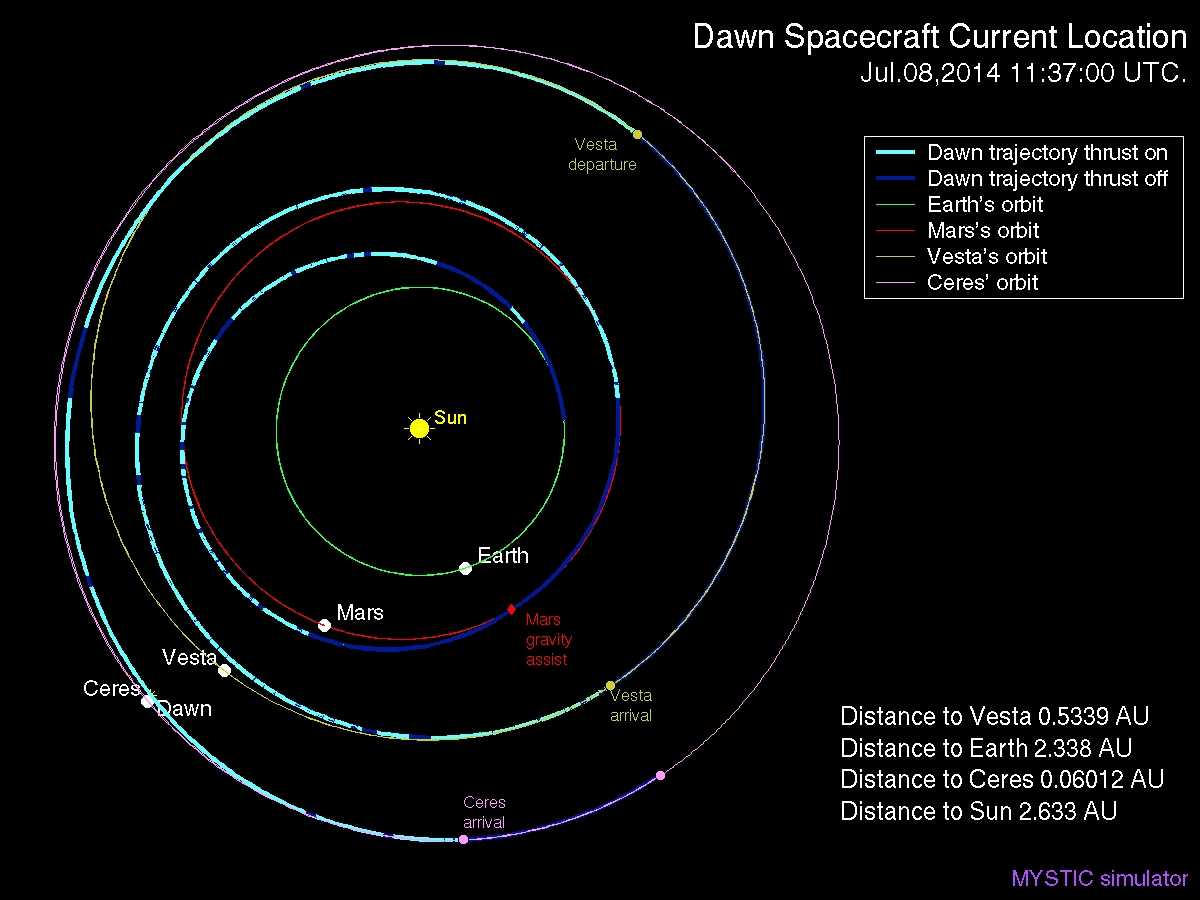 Dawn Spacecraft Current Location
Jul.08,2014 11:37:00 UTC.
Dawn trajectory thrust on
Dawn trajectory thrust off
Earth's orbit
Mars's orbit
Vesta's orbit
Ceres' orbit
Vesta
departure
Sun
Earth
Mars
Mars
gravity
assist
Vesta
Ceres
Dawn
Vesta
arrival
Ceres
arrival
Distance to Vesta 0.5339 AU
Distance to Earth 2.338 AU
Distance to Ceres 0.06012 AU
Distance to Sun 2.633 AU
MYSTIC simulator